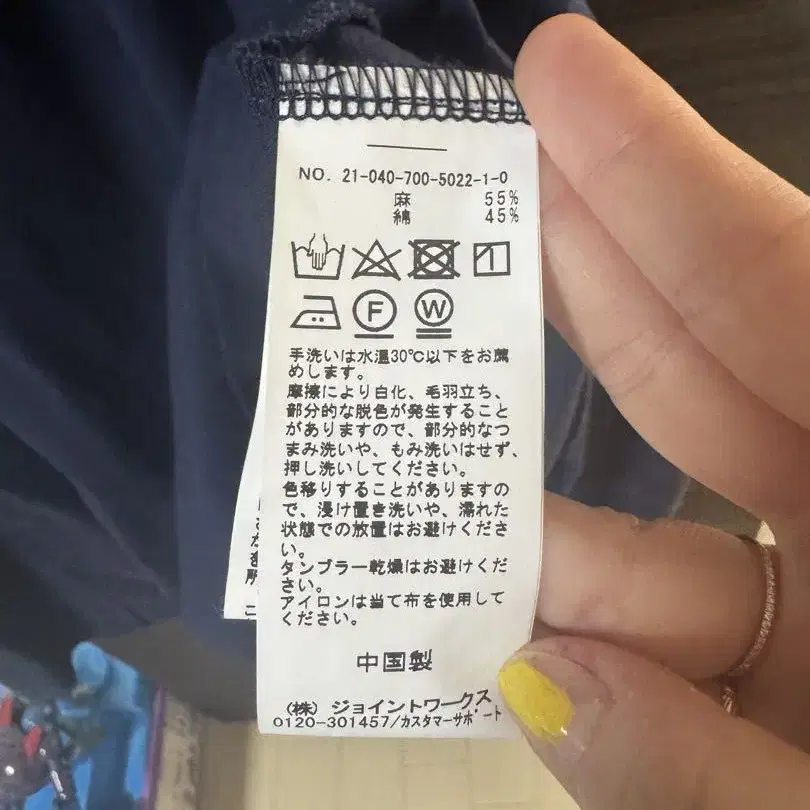 NO. 21-040-700-5022-1-0
麻 55%
綿 45%
F W
手洗いは水温30℃以下をお薦
めします。
摩擦により白化、毛羽立ち、
部分的な脱色が発生すること
がありますので、部分的なつ
まみ洗いや、もみ洗いはせず、
押し洗いしてください。
色移りすることがありますの
で、浸け置き洗いや、濡れた
状態での放置はお避けくださ
い。
タンブラー乾燥はお避けくだ
さい。
アイロンは当て布を使用して
ください。
中国製
(株) ジョイントワークス
0120-301457/カスタマーサポート